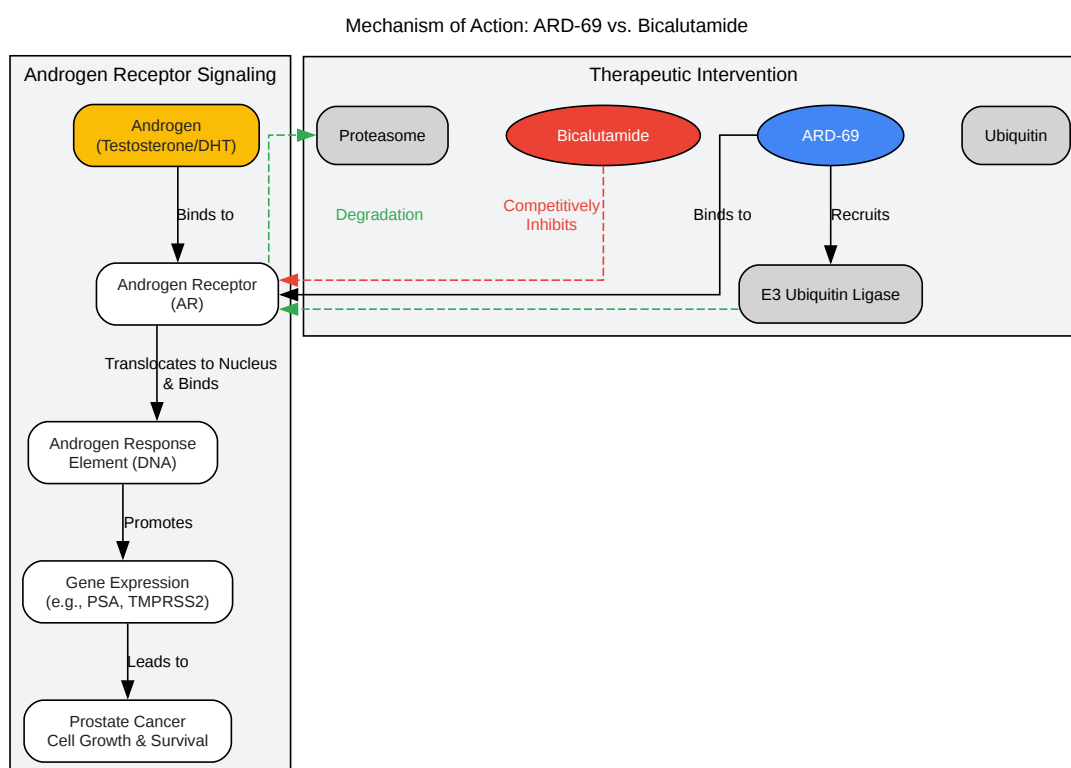 Mechanism of Action: ARD-69 vs. Bicalutamide
Androgen Receptor Signaling
Therapeutic Intervention
Androgen
(Testosterone/DHT)
Proteasome
Bicalutamide
ARD-69
Ubiquitin
Binds to
Degradation
Competitively
Inhibits
Binds to
Recruits
Androgen Receptor
(AR)
E3 Ubiquitin Ligase
Translocates to Nucleus
& Binds
Androgen Response
Element (DNA)
Promotes
Gene Expression
(e.g., PSA, TMPRSS2)
Leads to
Prostate Cancer
Cell Growth & Survival